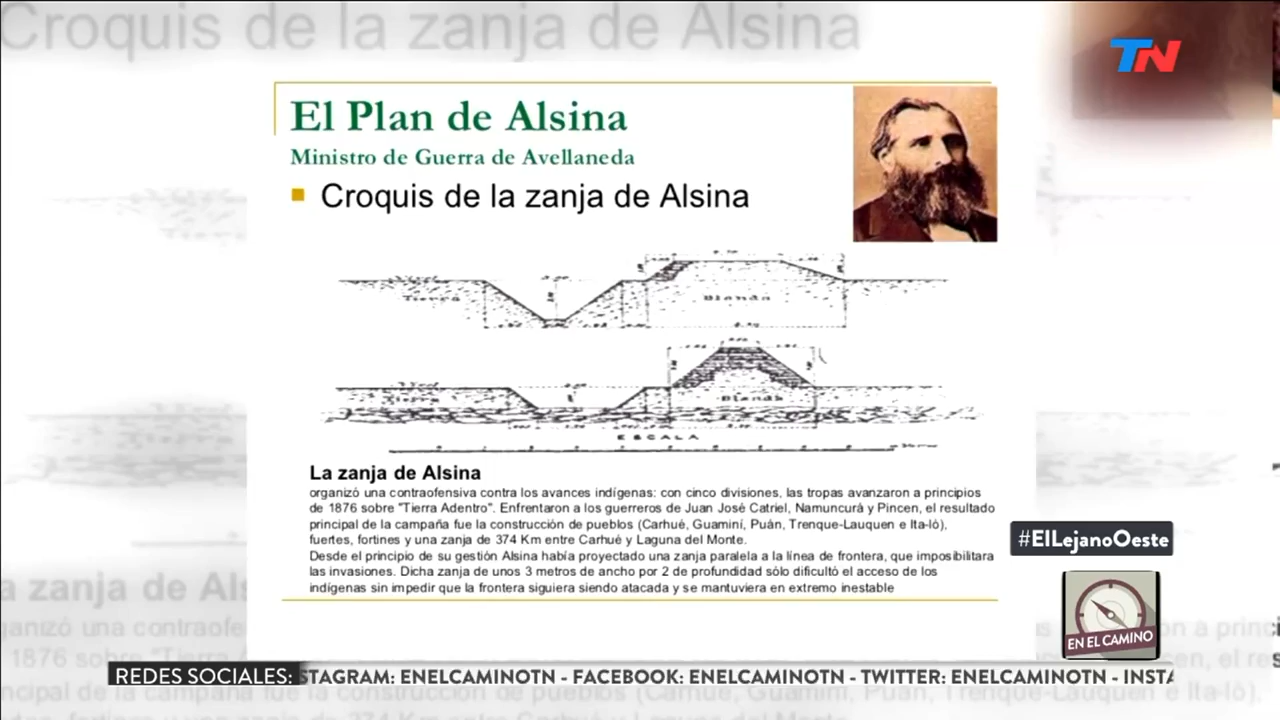 Croquis de la zanja de Alsina
TN
El Plan de Alsina
Ministro de Guerra de Avellaneda
Croquis de la zanja de Alsina
Tierra
Blanda
Tierra
Blanda
ESCALA
La zanja de Alsina
organizó una contraofensiva contra los avances indígenas: con cinco divisiones, las tropas avanzaron a principios
de 1876 sobre "Tierra Adentro". Enfrentaron a los guerreros de Juan José Catriel, Namuncurá y Pincen, el resultado
principal de la campaña fue la construcción de pueblos (Carhué, Guaminí, Puán, Trenque-Lauquen e Ita-ló),
fuertes, fortines y una zanja de 374 Km entre Carhué y Laguna del Monte.
Desde el principio de su gestión Alsina había proyectado una zanja paralela a la línea de frontera, que imposibilitara
las invasiones. Dicha zanja de unos 3 metros de ancho por 2 de profundidad sólo dificultó el acceso de los
indígenas sin impedir que la frontera siguiera siendo atacada y se mantuviera en extremo inestable
#ElLejanoOeste
EN EL CAMINO
REDES SOCIALES: STAGRAM: ENELCAMINOTN - FACEBOOK: ENELCAMINOTN - TWITTER: ENELCAMINOTN - INSTA